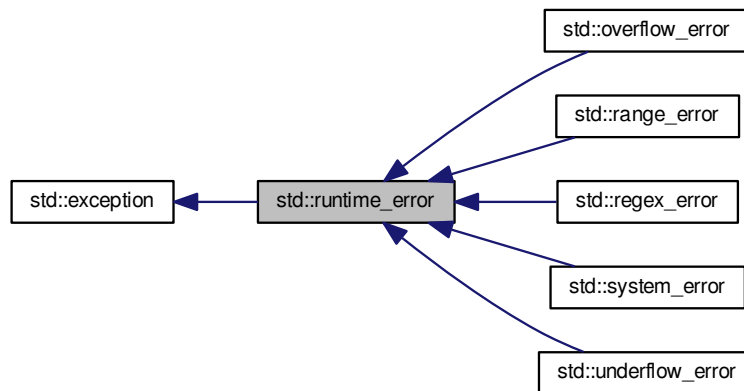 std::overflow_error
std::range_error
std::exception
std::runtime_error
std::regex_error
std::system_error
std::underflow_error